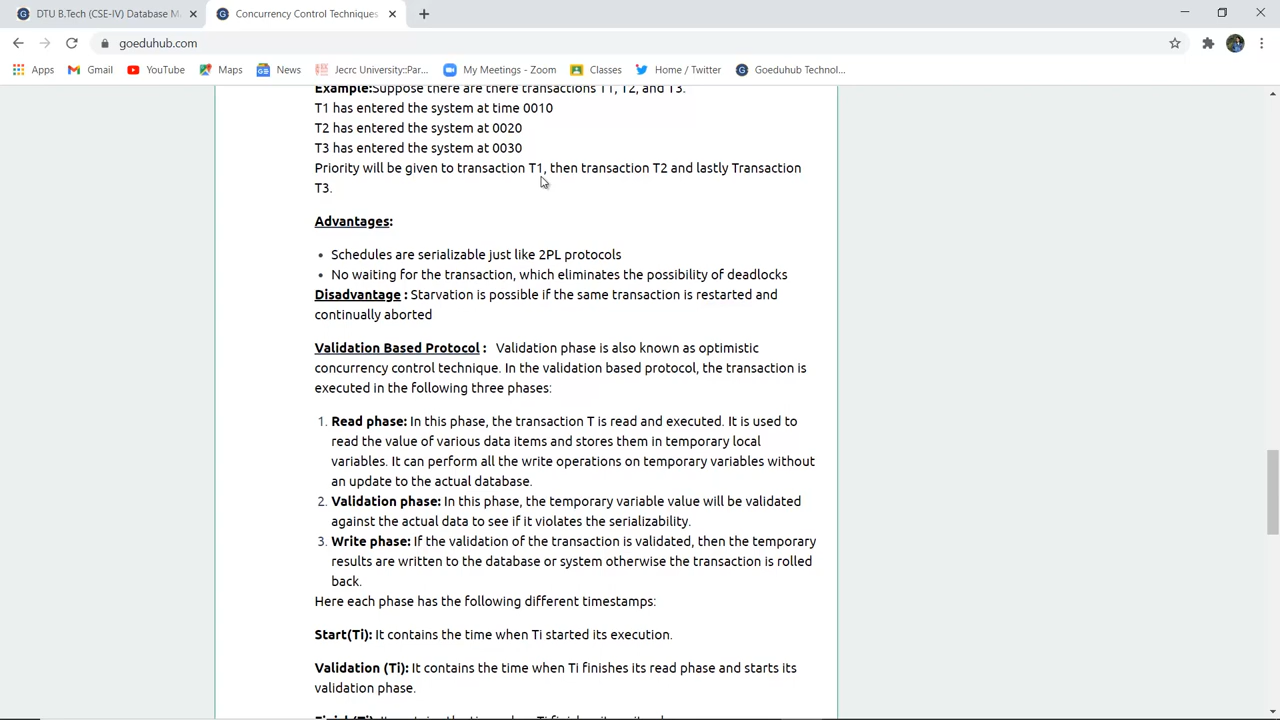 DTU B.Tech (CSE-IV) Database M
Concurrency Control Techniques
goeduhub.com
Apps
Gmail
YouTube
Maps
News
Jecrc University::Par...
My Meetings - Zoom
Classes
Home / Twitter
Goeduhub Technol...
Example:Suppose there are there transactions T1, T2, and T3.
T1 has entered the system at time 0010
T2 has entered the system at 0020
T3 has entered the system at 0030
Priority will be given to transaction T1, then transaction T2 and lastly Transaction
T3.
Advantages:
• Schedules are serializable just like 2PL protocols
• No waiting for the transaction, which eliminates the possibility of deadlocks
Disadvantage : Starvation is possible if the same transaction is restarted and
continually aborted
Validation Based Protocol : Validation phase is also known as optimistic
concurrency control technique. In the validation based protocol, the transaction is
executed in the following three phases:
1. Read phase: In this phase, the transaction T is read and executed. It is used to
read the value of various data items and stores them in temporary local
variables. It can perform all the write operations on temporary variables without
an update to the actual database.
2. Validation phase: In this phase, the temporary variable value will be validated
against the actual data to see if it violates the serializability.
3. Write phase: If the validation of the transaction is validated, then the temporary
results are written to the database or system otherwise the transaction is rolled
back.
Here each phase has the following different timestamps:
Start(Ti): It contains the time when Ti started its execution.
Validation (Ti): It contains the time when Ti finishes its read phase and starts its
validation phase.